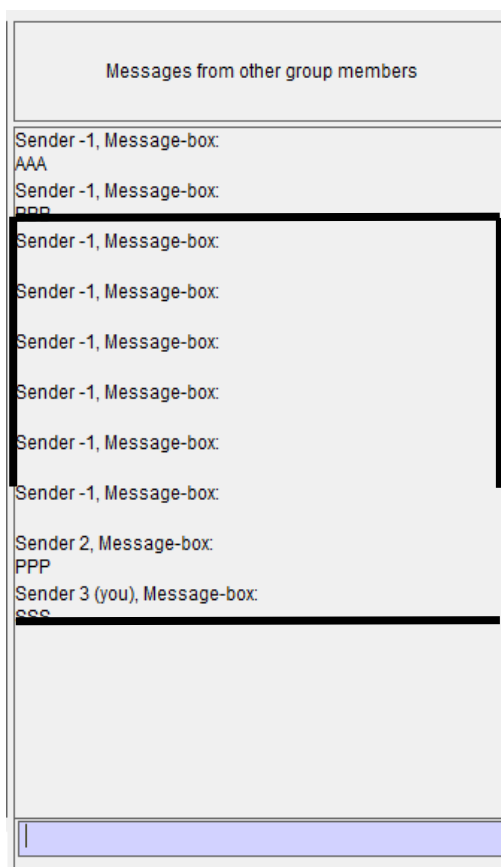 Messages from other group members
Sender -1, Message-box:
AAA
Sender -1, Message-box:
PPP
Sender -1, Message-box:
Sender -1, Message-box:
Sender -1, Message-box:
Sender -1, Message-box:
Sender -1, Message-box:
Sender -1, Message-box:
Sender 2, Message-box:
PPP
Sender 3 (you), Message-box:
SSS